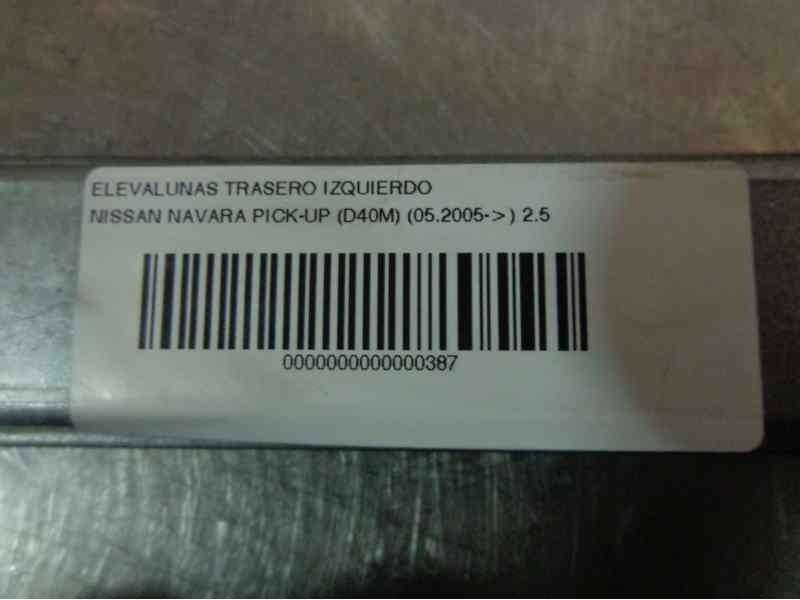 ELEVALUNAS TRASERO IZQUIERDO
NISSAN NAVARA PICK-UP (D40M) (05.2005->) 2.5
0000000000000387